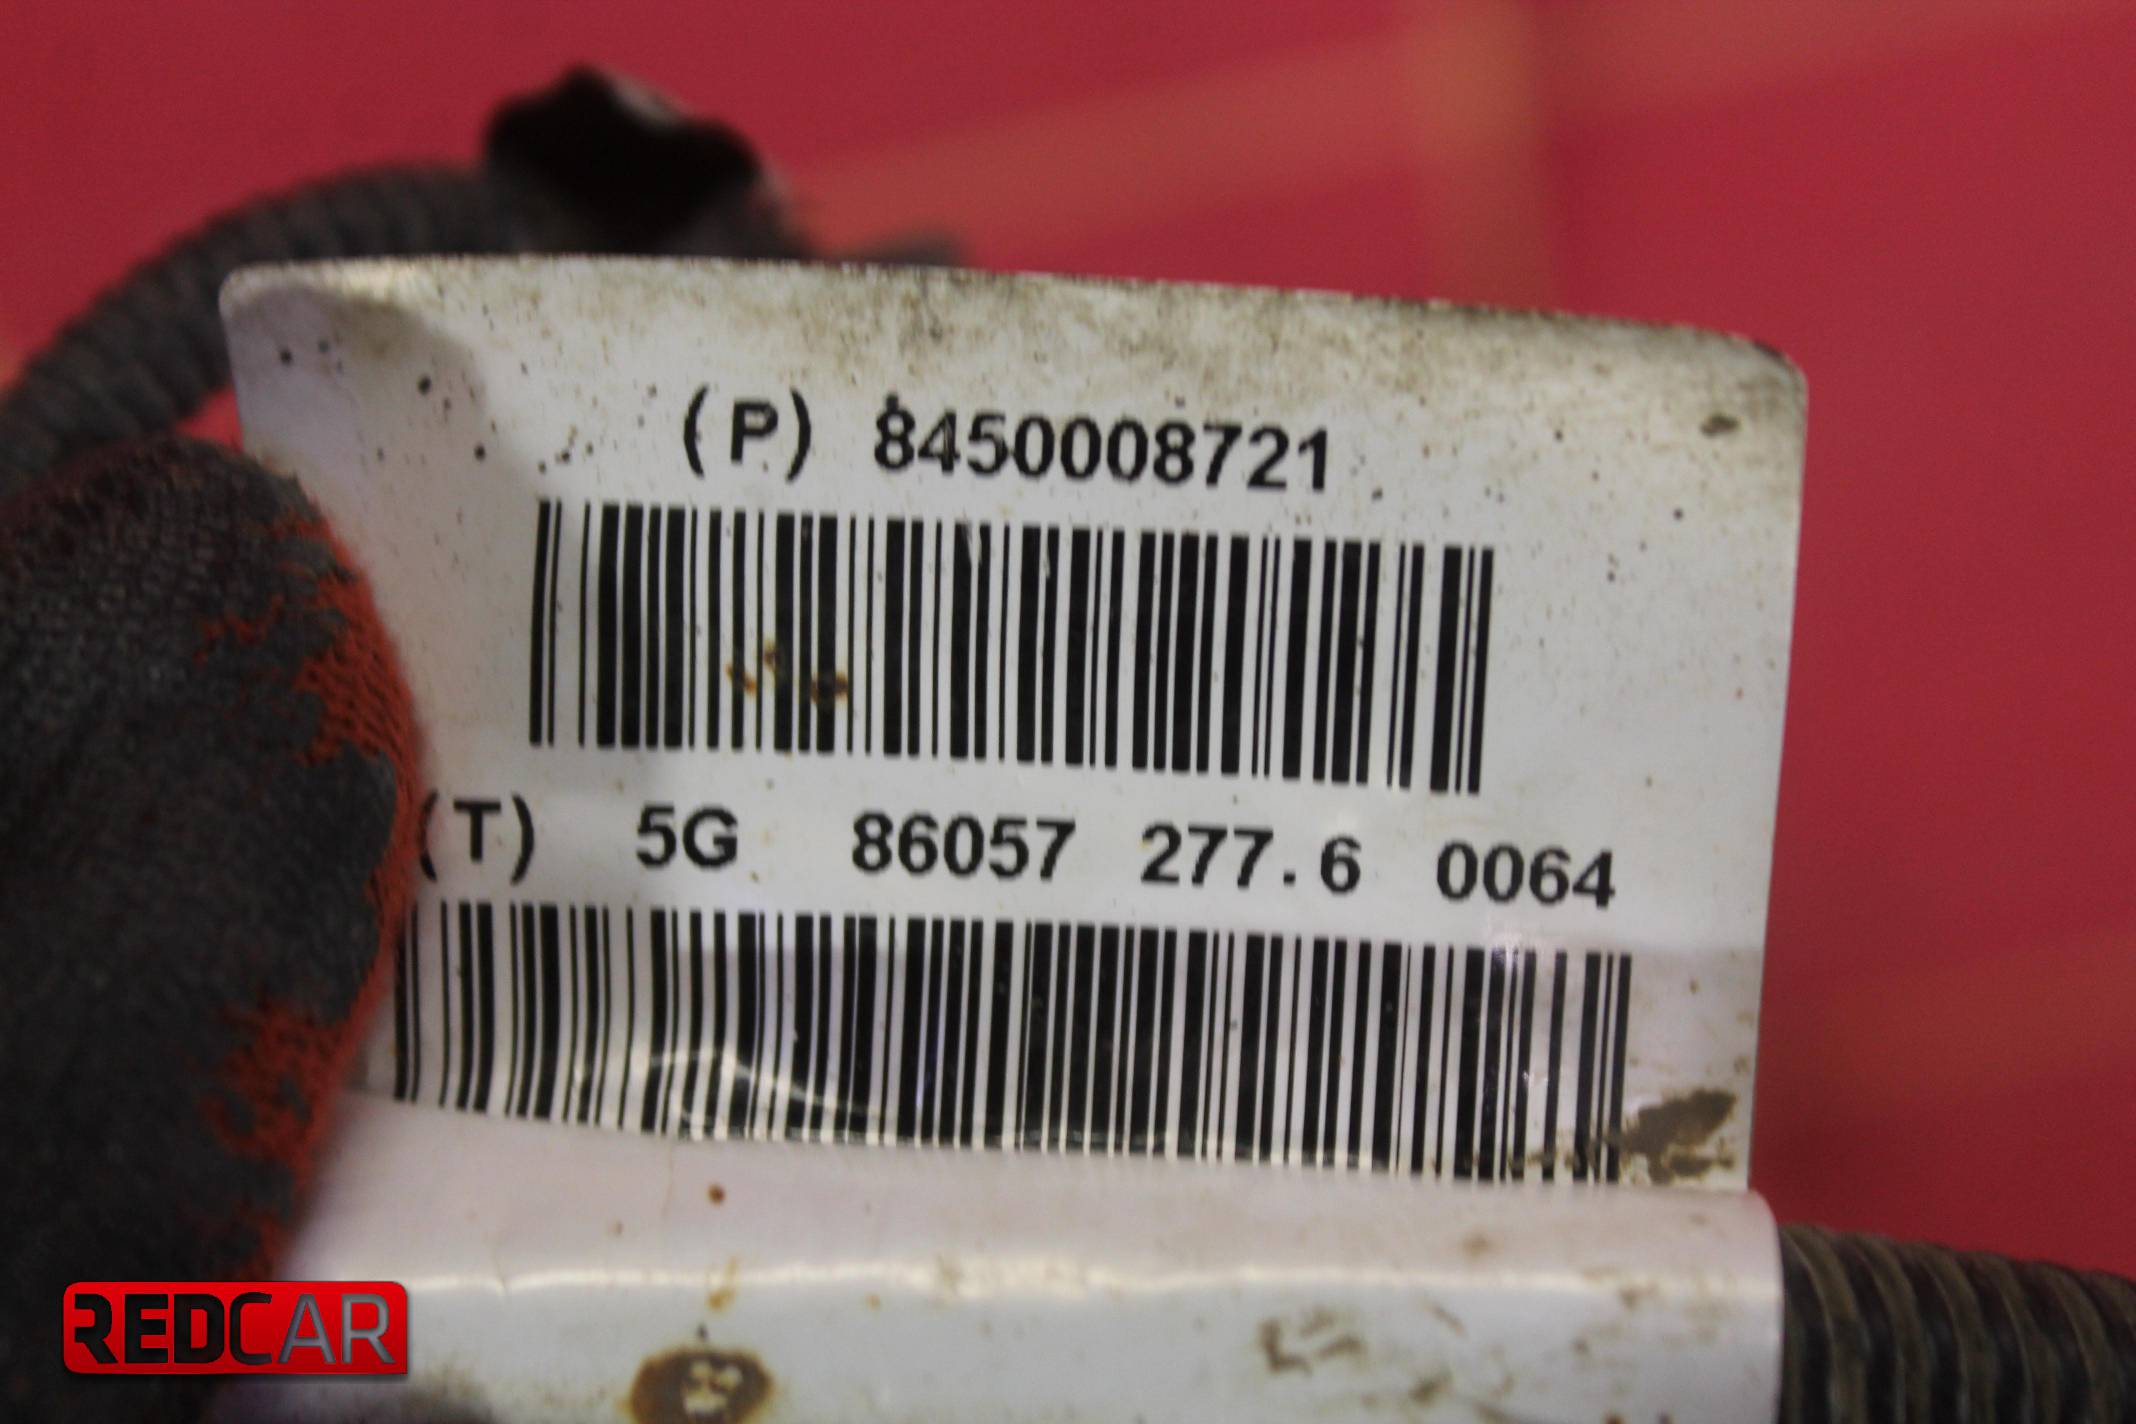 (P) 8450008721
(T) 5G 86057 277.6 0064
REDCAR